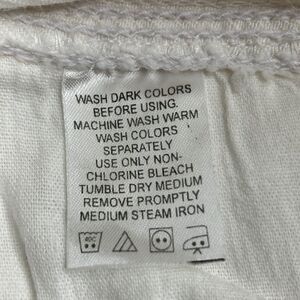 WASH DARK COLORS
BEFORE USING.
MACHINE WASH WARM
WASH COLORS
SEPARATELY
USE ONLY NON-
CHLORINE BLEACH
TUMBLE DRY MEDIUM
REMOVE PROMPTLY
MEDIUM STEAM IRON
40C